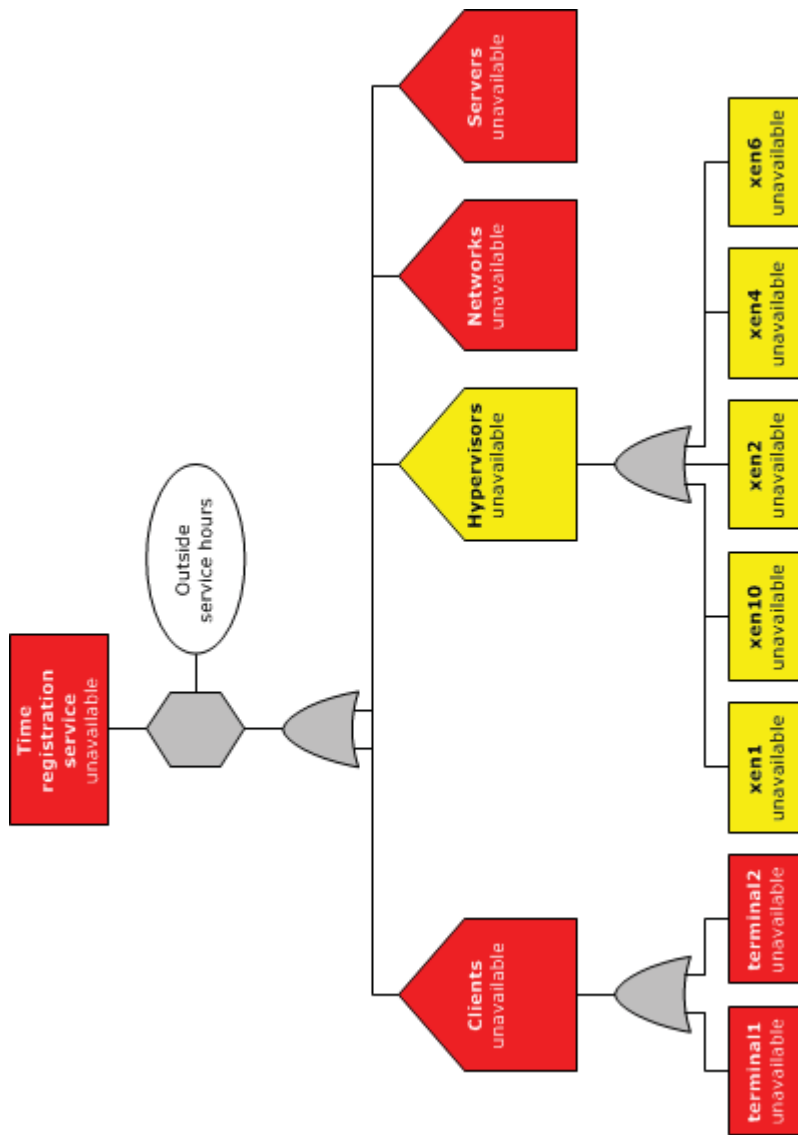 Time
registration
service
unavailable
Outside
service hours
Clients
unavailable
Hypervisors
unavailable
Networks
unavailable
Servers
unavailable
terminal1
unavailable
terminal2
unavailable
xen1
unavailable
xen10
unavailable
xen2
unavailable
xen4
unavailable
xen6
unavailable